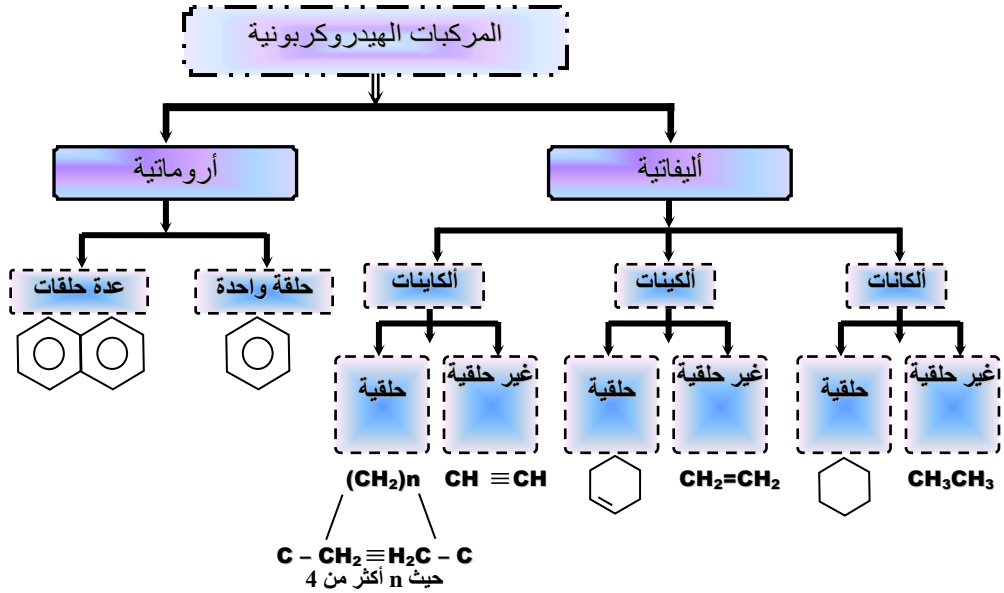 المركبات الهيدروكربونية
أليفاتية
أروماتية
ألكانات
ألكينات
ألكاينات
حلقة واحدة
عدة حلقات
غير حلقية
حلقية
غير حلقية
حلقية
غير حلقية
حلقية
CH₃CH₃
CH₂=CH₂
CH ≡CH
(CH₂)n
C – CH₂ ≡H₂C – C
حيث n أكثر من 4